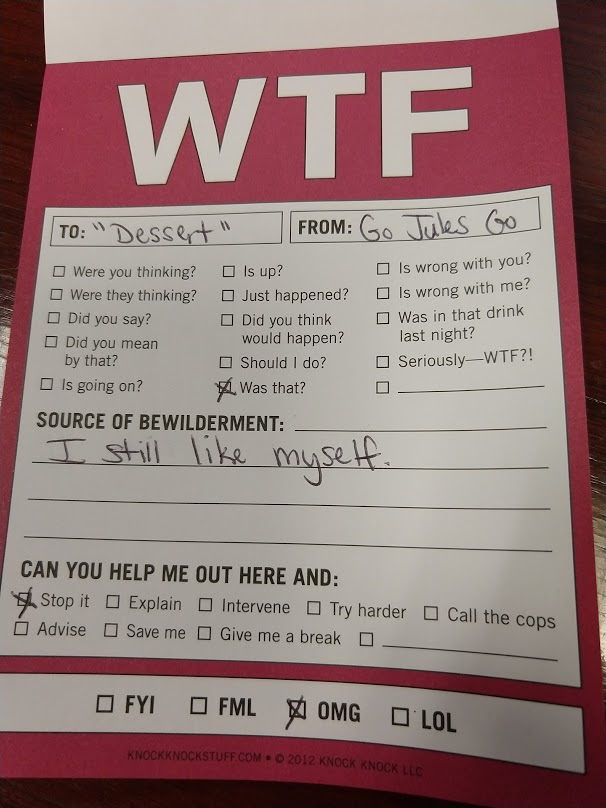 WTF
TO: "Dessert" FROM: Go Jules Go
Were you thinking?
Were they thinking?
Did you say?
Did you mean
by that?
Is going on?
Is up?
Just happened?
Did you think
would happen?
Should I do?
Was that?
Is wrong with you?
Is wrong with me?
Was in that drink
last night?
Seriously—WTF?!
SOURCE OF BEWILDERMENT:
I still like myself.
CAN YOU HELP ME OUT HERE AND:
Stop it Explain Intervene Try harder Call the cops
Advise Save me Give me a break
FYI FML OMG LOL
KNOCKKNOCKSTUFF.COM • © 2012 KNOCK KNOCK LLC